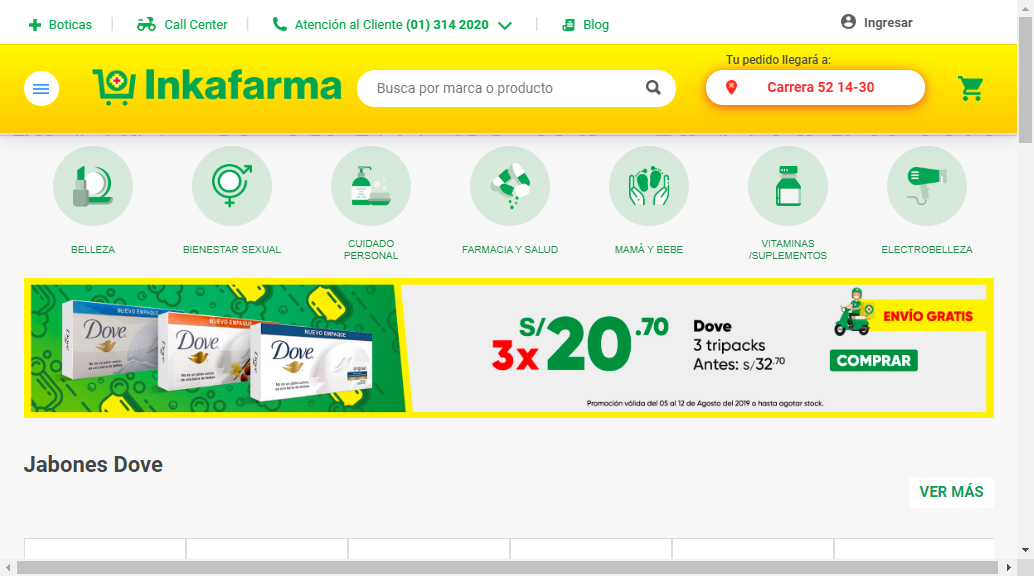 Boticas
Call Center
Atención al Cliente (01) 314 2020
Blog
Ingresar
Inkafarma
Busca por marca o producto
Tu pedido llegará a:
Carrera 52 14-30
BELLEZA
BIENESTAR SEXUAL
CUIDADO
PERSONAL
FARMACIA Y SALUD
MAMÁ Y BEBE
VITAMINAS
/SUPLEMENTOS
ELECTROBELLEZA
NUEVO EMPAQUE
Dove
NUEVO EMPAQUE
Dove
NUEVO EMPAQUE
Dove
original
3x
S/20.70
Dove
3 tripacks
Antes: s/32.70
ENVÍO GRATIS
COMPRAR
Promoción válida del 05 al 12 de Agosto del 2019 o hasta agotar stock.
Jabones Dove
VER MÁS